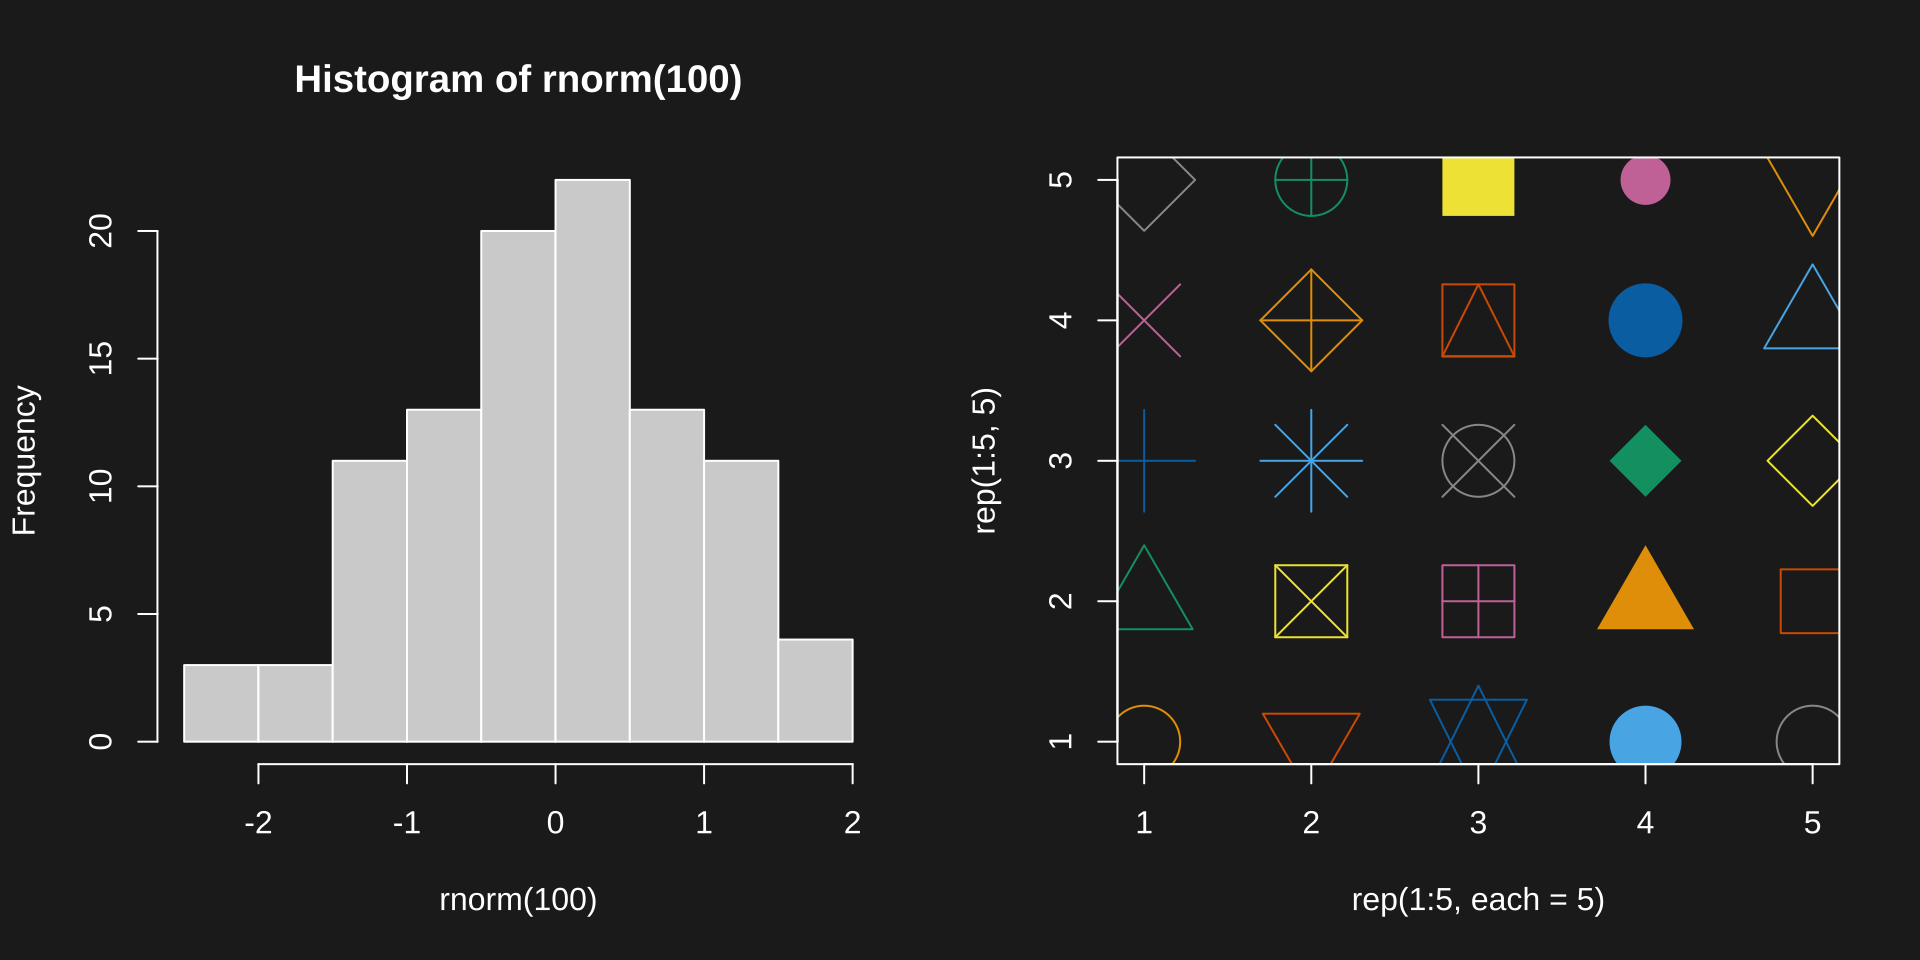 Histogram of rnorm(100)
Frequency
20
15
10
5
0
-2 -1 0 1 2
rnorm(100)
rep(1:5, 5)
5
4
3
2
1
1 2 3 4 5
rep(1:5, each = 5)